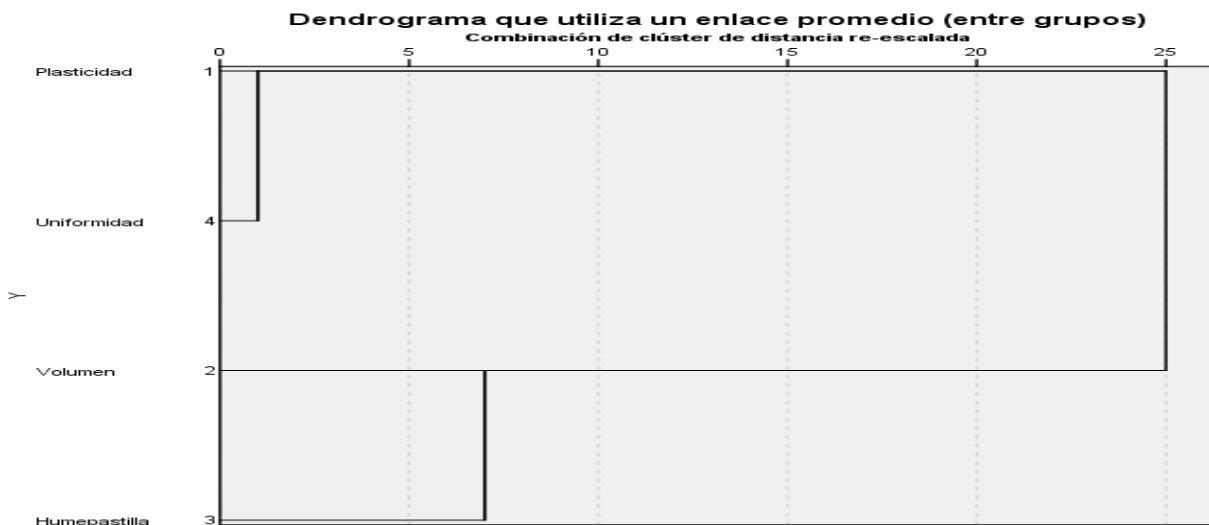 Dendrograma que utiliza un enlace promedio (entre grupos)
Combinación de clúster de distancia re-escalada
0 5 10 15 20 25
Plasticidad 1
Uniformidad 4
Y
Volumen 2
Humepastilla 3